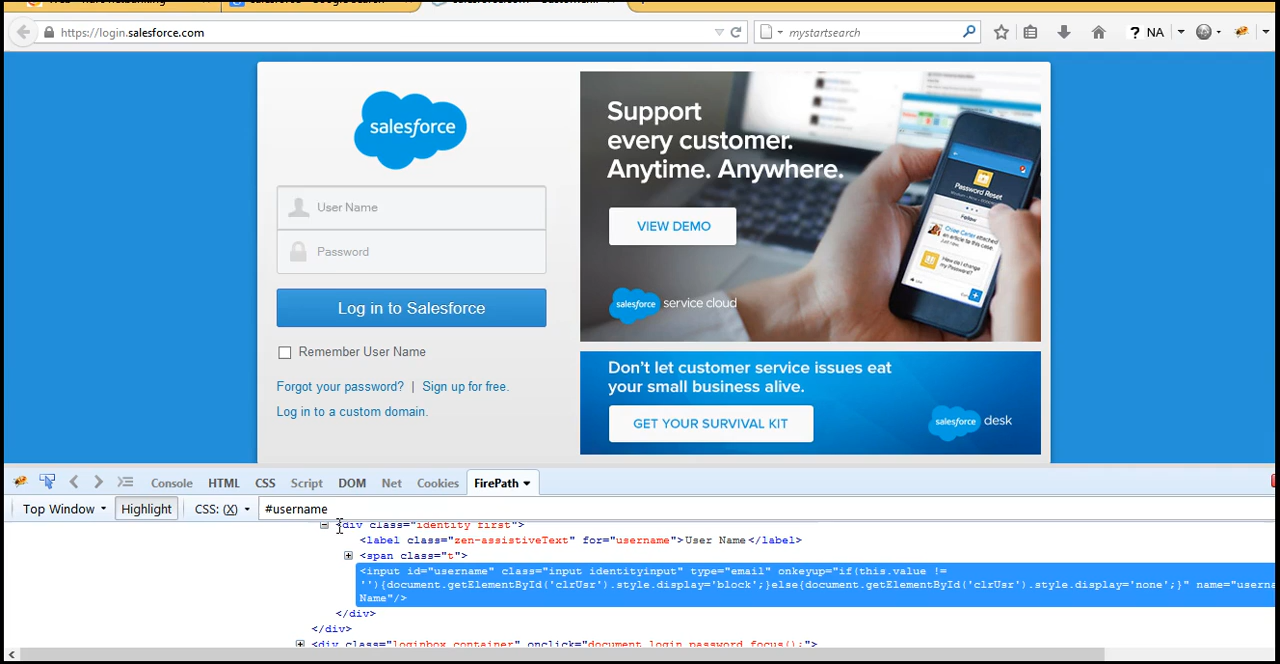 https://login.salesforce.com
mystartsearch
? NA
salesforce
User Name
Password
Log in to Salesforce
Remember User Name
Forgot your password? | Sign up for free.
Log in to a custom domain.
Support
every customer.
Anytime. Anywhere.
VIEW DEMO
salesforce service cloud
Password Reset
Follow
Don't let customer service issues eat
your small business alive.
GET YOUR SURVIVAL KIT
salesforce desk
Console HTML CSS Script DOM Net Cookies FirePath
Top Window Highlight CSS: (X) #username
<div class="identity first">
<label class="zen-assistiveText" for="username">User Name</label>
<span class="t">
<input id="username" class="input identityinput" type="email" onkeyup="if(this.value !=
''){document.getElementById('clrUsr').style.display='block';}else{document.getElementById('clrUsr').style.display='none';}" name="userna
Name"/>
</div>
</div>
<div class="loginbox_container" onclick="document.login.password.focus();">